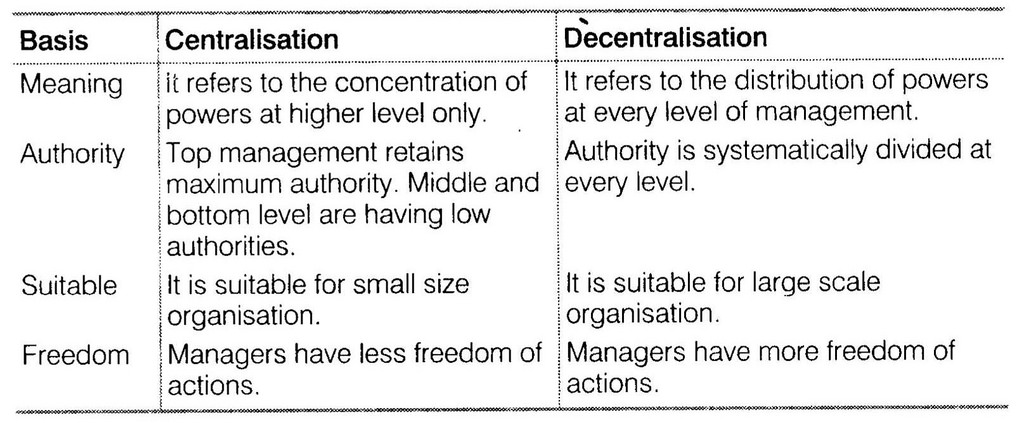 Basis Centralisation Decentralisation
Meaning it refers to the concentration of It refers to the distribution of powers
powers at higher level only. at every level of management.
Authority Top management retains Authority is systematically divided at
maximum authority. Middle and every level.
bottom level are having low
authorities.
Suitable It is suitable for small size It is suitable for large scale
organisation. organisation.
Freedom Managers have less freedom of Managers have more freedom of
actions. actions.